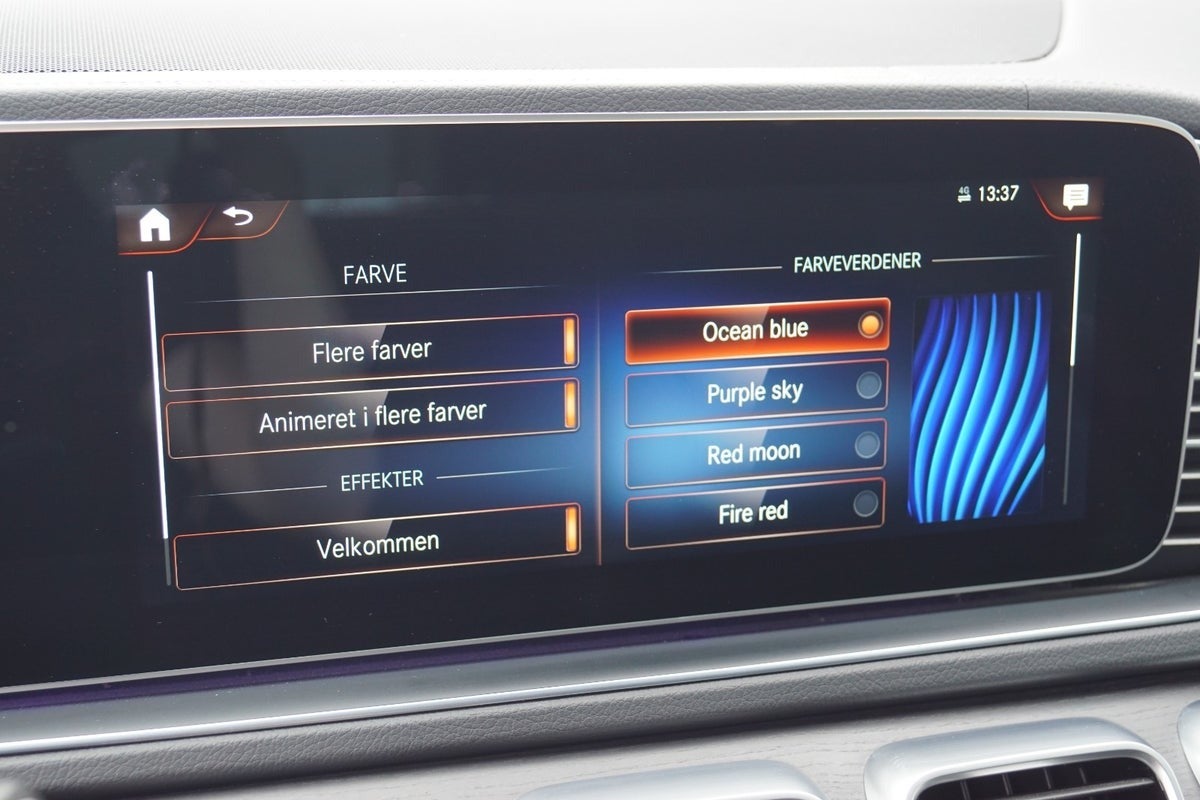 4G 13:37
FARVE
Flere farver
Animeret i flere farver
EFFEKTER
Velkommen
FARVEVERDENER
Ocean blue
Purple sky
Red moon
Fire red